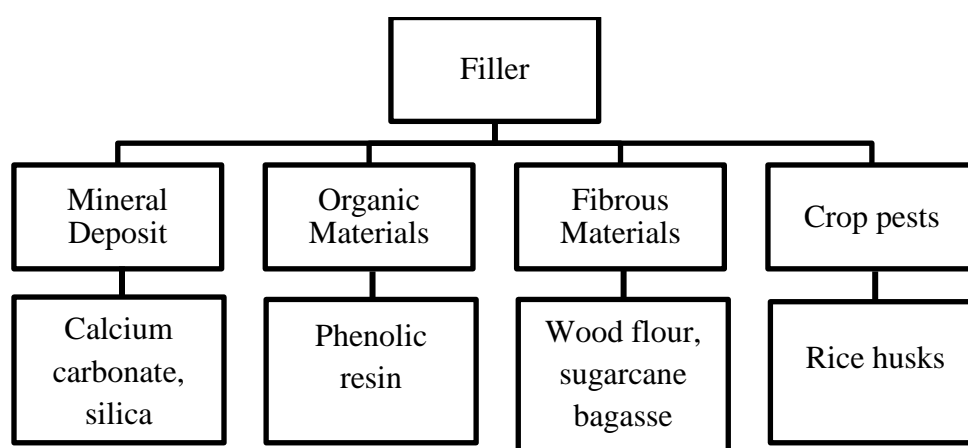 Filler
Mineral
Deposit
Organic
Materials
Fibrous
Materials
Crop pests
Calcium
carbonate,
silica
Phenolic
resin
Wood flour,
sugarcane
bagasse
Rice husks